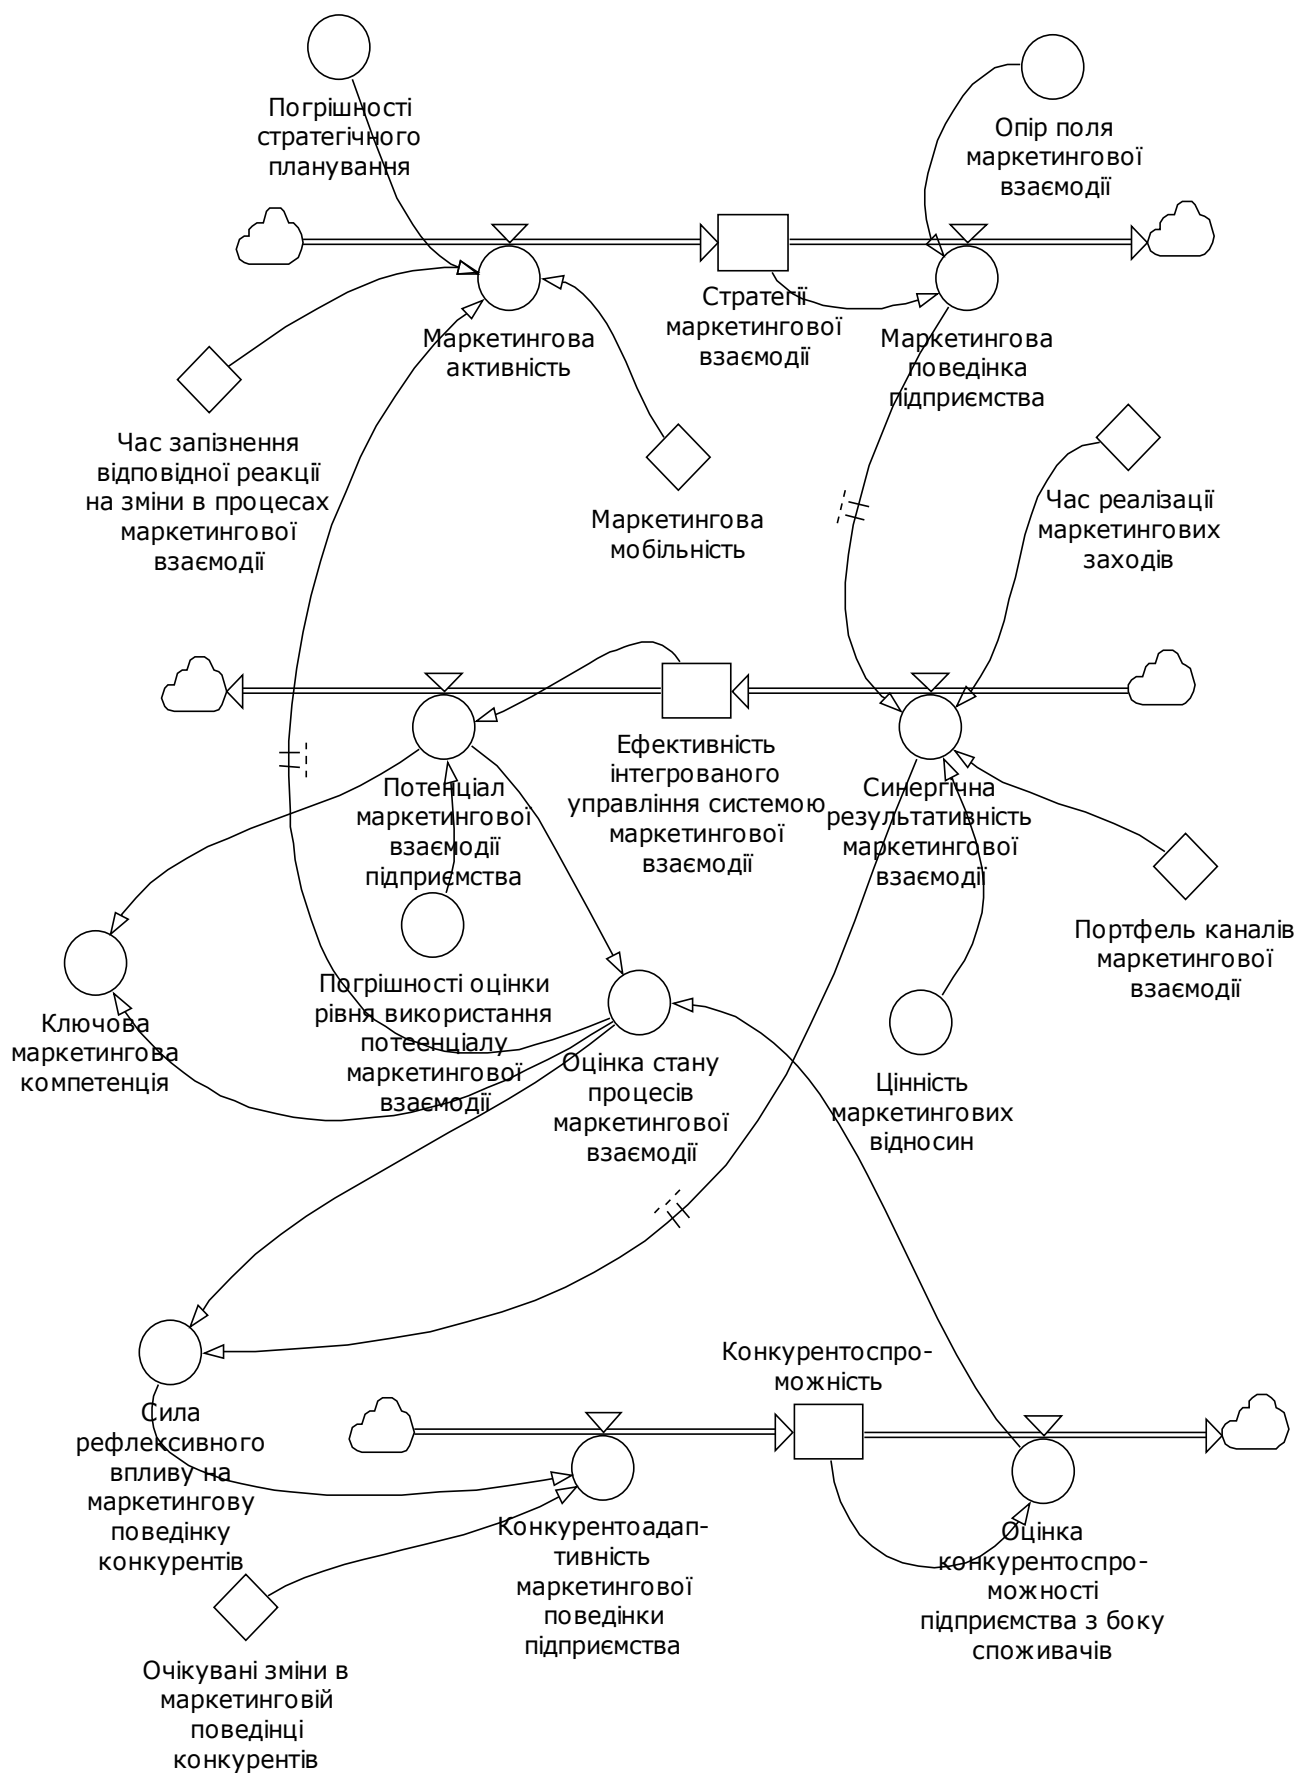 Погрішності
стратегічного
планування
Опір поля
маркетингової
взаємодії
Маркетингова
активність
Стратегії
маркетингової
взаємодії
Маркетингова
поведінка
підприємства
Час запізнення
відповідної реакції
на зміни в процесах
маркетингової
взаємодії
Маркетингова
мобільність
Час реалізації
маркетингових
заходів
Потенціал
маркетингової
взаємодії
підприємства
Ефективність
інтегрованого
управління системою
маркетингової
взаємодії
Синергічна
результативність
маркетингової
взаємодії
Портфель каналів
маркетингової
взаємодії
Ключова
маркетингова
компетенція
Погрішності оцінки
рівня використання
потеенціалу
маркетингової
взаємодії
Оцінка стану
процесів
маркетингової
взаємодії
Цінність
маркетингових
відносин
Конкурентоспро-
можність
Сила
рефлексивного
впливу на
маркетингову
поведінку
конкурентів
Конкурентоадап-
тивність
маркетингової
поведінки
підприємства
Оцінка
конкурентоспро-
можності
підприємства з боку
споживачів
Очікувані зміни в
маркетинговій
поведінці
конкурентів